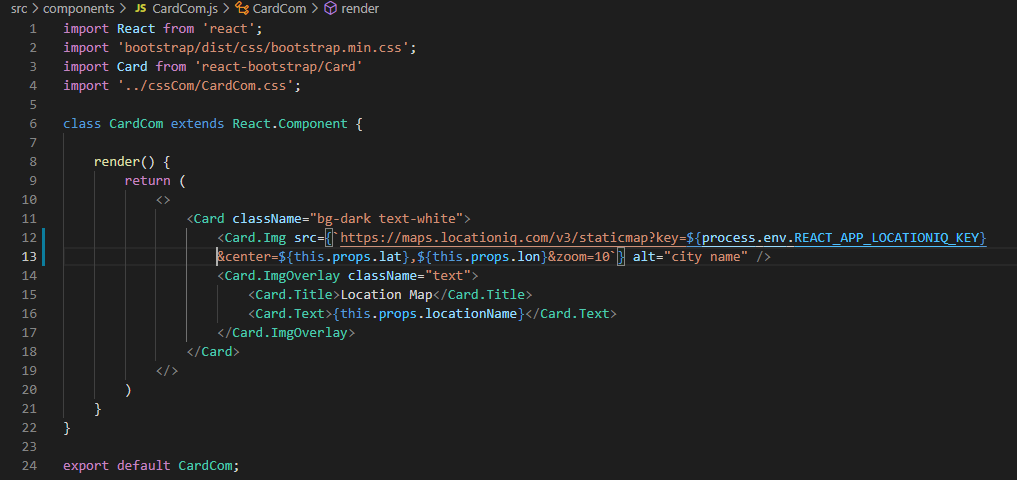 src > components > JS CardCom.js > CardCom > render
1 import React from 'react';
2 import 'bootstrap/dist/css/bootstrap.min.css';
3 import Card from 'react-bootstrap/Card'
4 import '../cssCom/CardCom.css';
5
6 class CardCom extends React.Component {
7
8 render() {
9 return (
10 <>
11 <Card className="bg-dark text-white">
12 <Card.Img src={`https://maps.locationiq.com/v3/staticmap?key=${process.env.REACT_APP_LOCATIONIQ_KEY}
13 &center=${this.props.lat},${this.props.lon}&zoom=10`} alt="city name" />
14 <Card.ImgOverlay className="text">
15 <Card.Title>Location Map</Card.Title>
16 <Card.Text>{this.props.locationName}</Card.Text>
17 </Card.ImgOverlay>
18 </Card>
19 </>
20 )
21 }
22 }
23
24 export default CardCom;